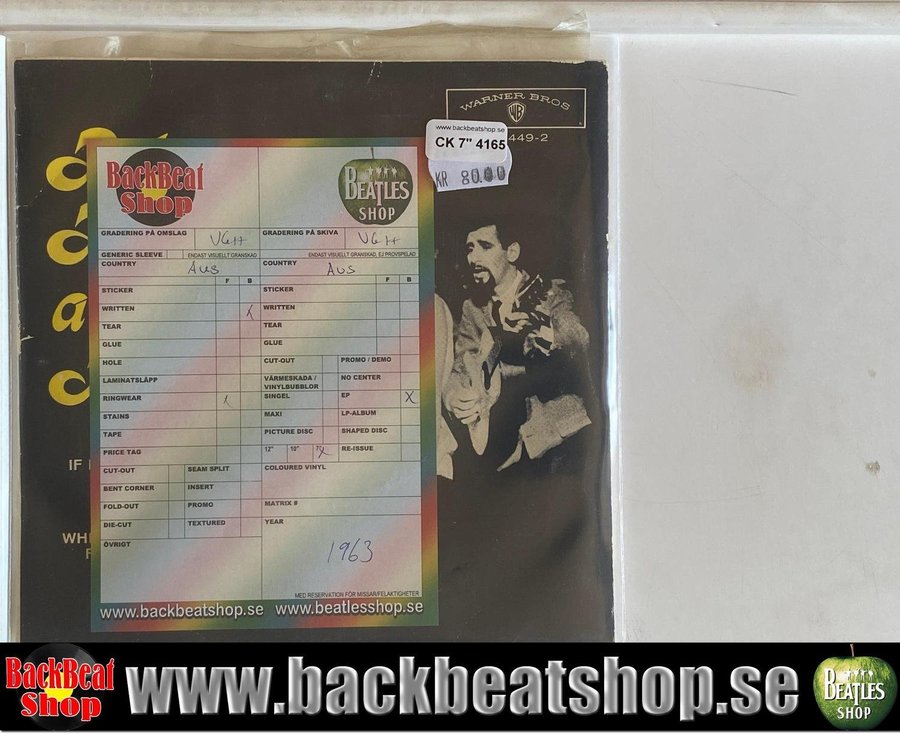 WARNER BROS
WB
449-2
www.backbeatshop.se
CK 7" 4165
KR 80.00
BackBeat
Shop
BEATLES
SHOP
GRADERING PÅ OMSLAG VG++ GRADERING PÅ SKIVA VG++
GENERIC SLEEVE ENDAST VISUELLT GRANSKAD ENDAST VISUELLT GRANSKAD, EJ PROVSPELAD
COUNTRY AUS COUNTRY AUS
F B F B
STICKER STICKER
WRITTEN X WRITTEN
TEAR TEAR
GLUE GLUE
HOLE CUT-OUT PROMO / DEMO
LAMINATSLÄPP VÄRMESKADA / VINYLBUBBLOR NO CENTER
RINGWEAR X SINGEL EP X
STAINS MAXI LP-ALBUM
TAPE PICTURE DISC SHAPED DISC
PRICE TAG 12" 10" 7" X RE-ISSUE
CUT-OUT SEAM SPLIT COLOURED VINYL
BENT CORNER INSERT
FOLD-OUT PROMO MATRIX #
DIE-CUT TEXTURED YEAR
ÖVRIGT 1963
MED RESERVATION FÖR MISSAR/FELAKTIGHETER
www.backbeatshop.se www.beatlesshop.se
IF
WH
F
BackBeat
Shop
www.backbeatshop.se
BEATLES
SHOP